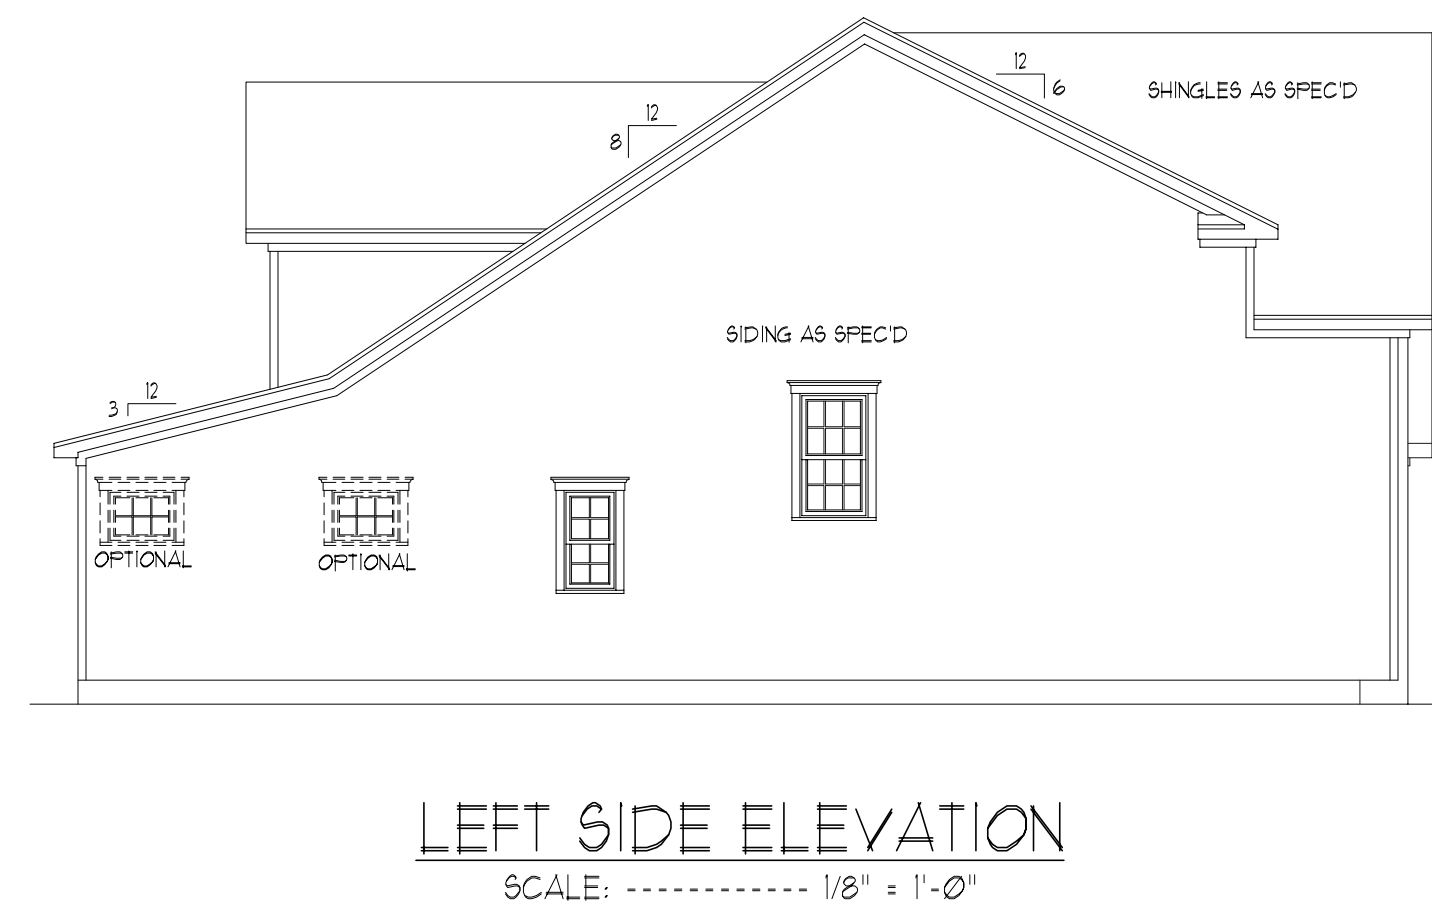 12
6
SHINGLES AS SPEC'D
12
8
SIDING AS SPEC'D
12
3
OPTIONAL
OPTIONAL
LEFT SIDE ELEVATION
SCALE: ------------ 1/8" = 1'-0"